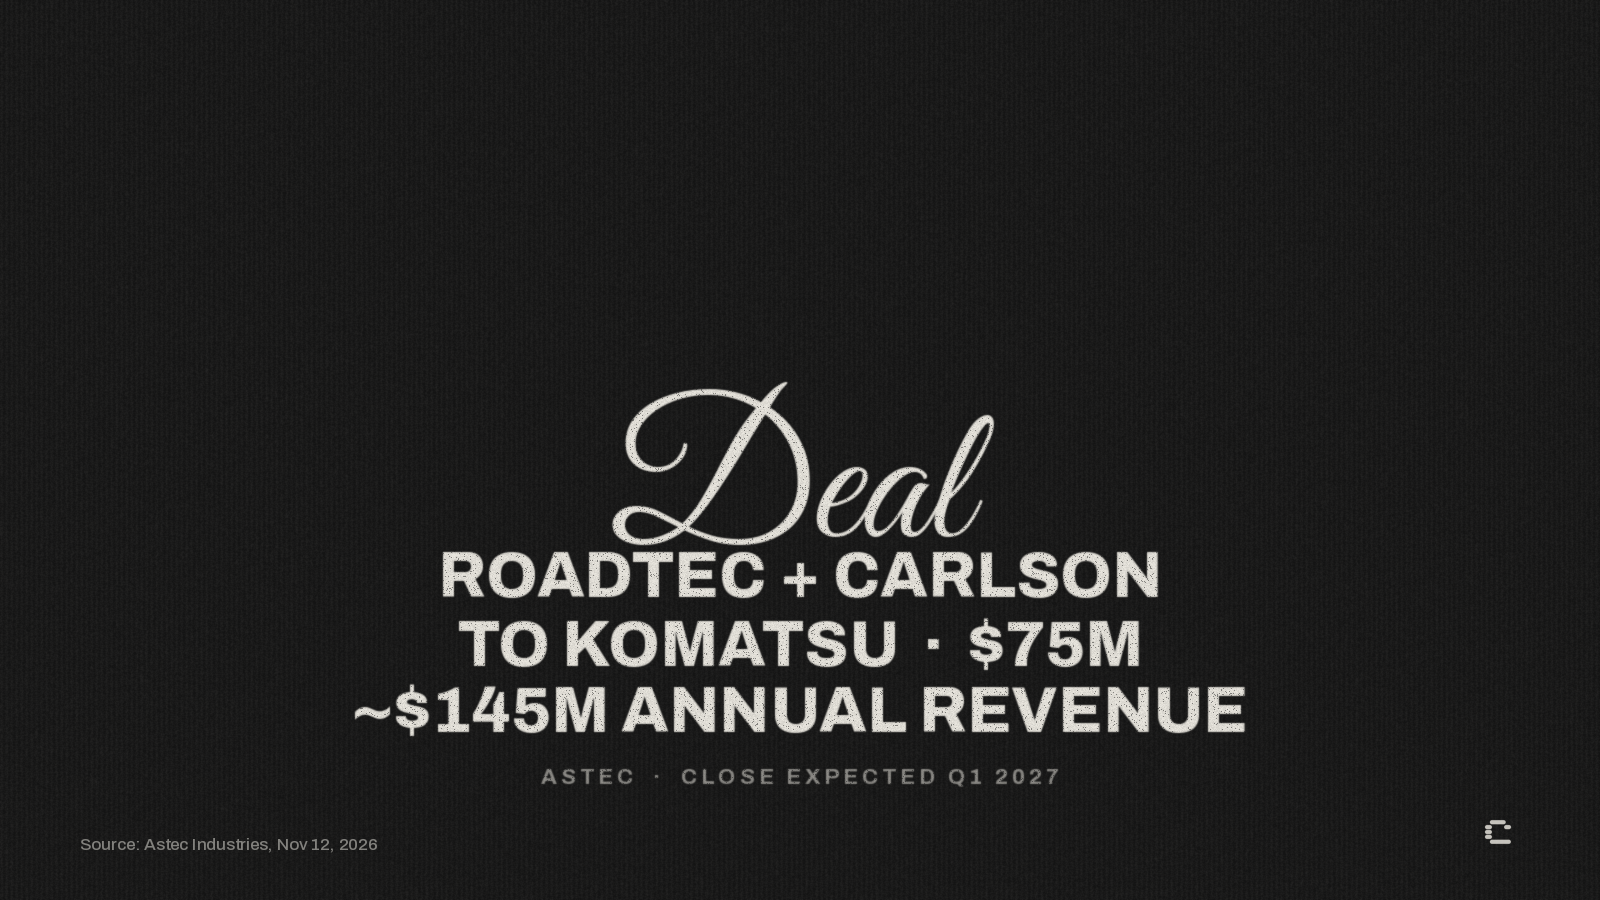 Deal
ROADTEC + CARLSON
TO KOMATSU · $75M
~$145M ANNUAL REVENUE
ASTEC · CLOSE EXPECTED Q1 2027
Source: Astec Industries, Nov 12, 2026